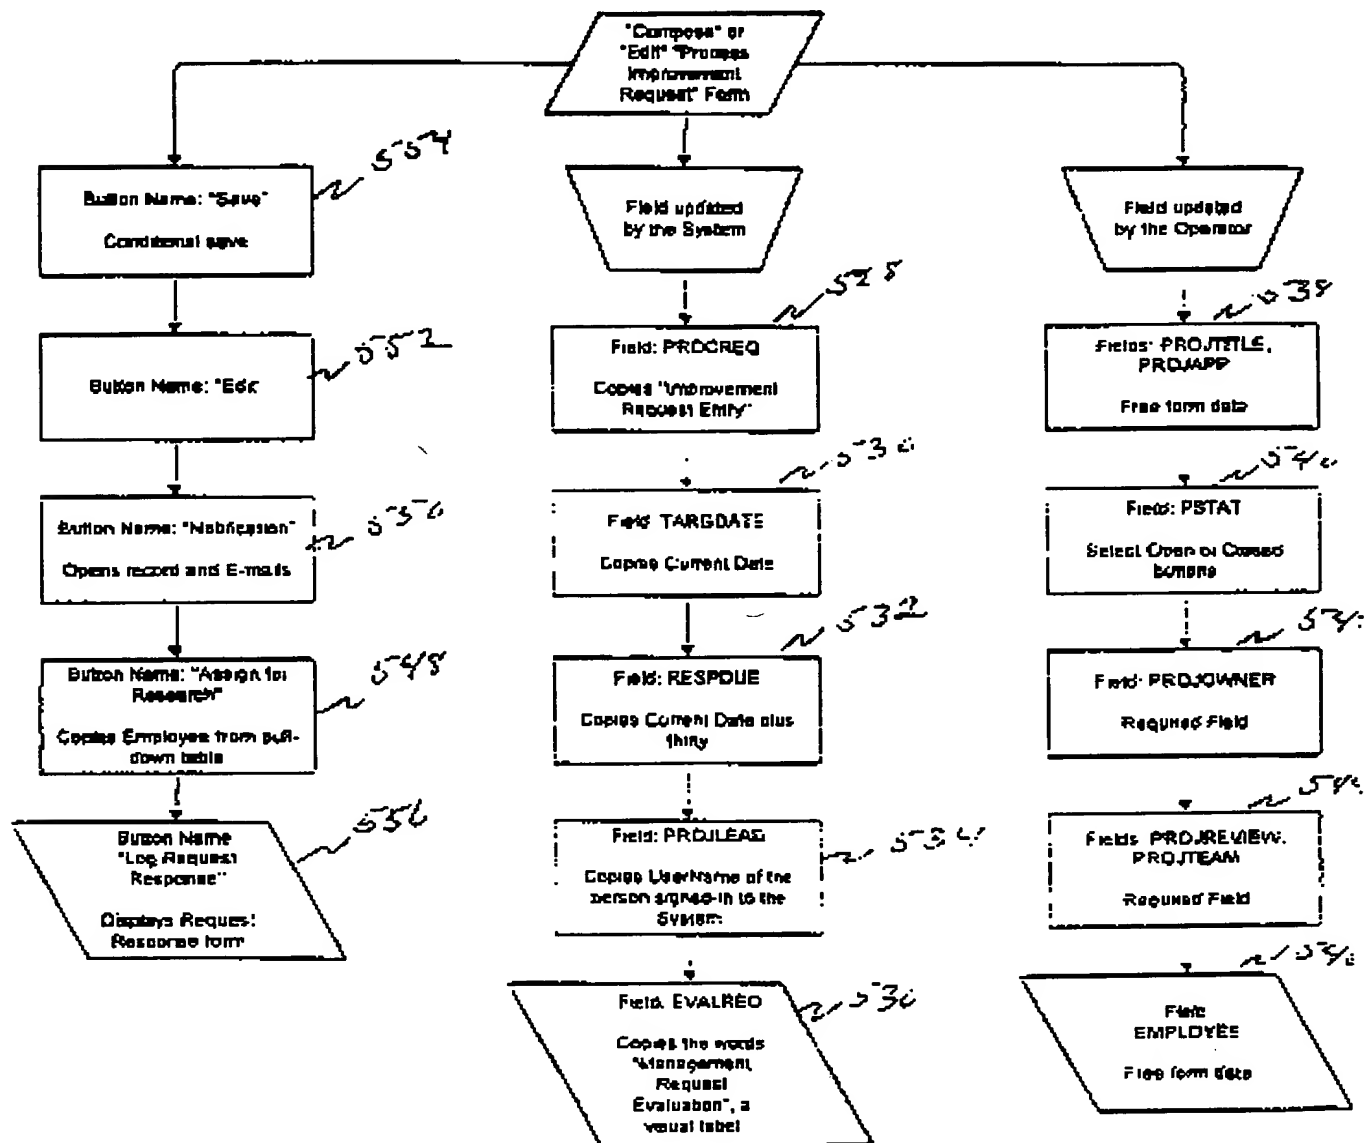 "Compose" or
"Edit" "Process
Improvement
Request" Form
554
Button Name: "Save"
Conditional save
552
Button Name: "Edit"
Button Name: "Notification"
Opens record and E-mails
548
Button Name: "Assign for
Research"
Copies Employee from pull-
down table
Button Name
"Log Request
Response"
Displays Request
Response form
Field updated
by the System
528
Field: PROCREQ
Copies "Improvement
Request Entry"
Field: TARGDATE
Copies Current Date
532
Field: RESPDUE
Copies Current Date plus
thirty
534
Field: PROJLEAD
Copies UserName of the
person signed-in to the
System
Field: EVALREQ
Copies the words
"Management
Request
Evaluation", a
visual label
Field updated
by the Operator
538
Fields: PROJTITLE,
PROJAPP
Free form data
Field: PSTAT
Select Open or Closed
buttons
Field: PROJOWNER
Required Field
Fields: PROJREVIEW,
PROJTEAM
Required Field
Field:
EMPLOYEE
Free form data